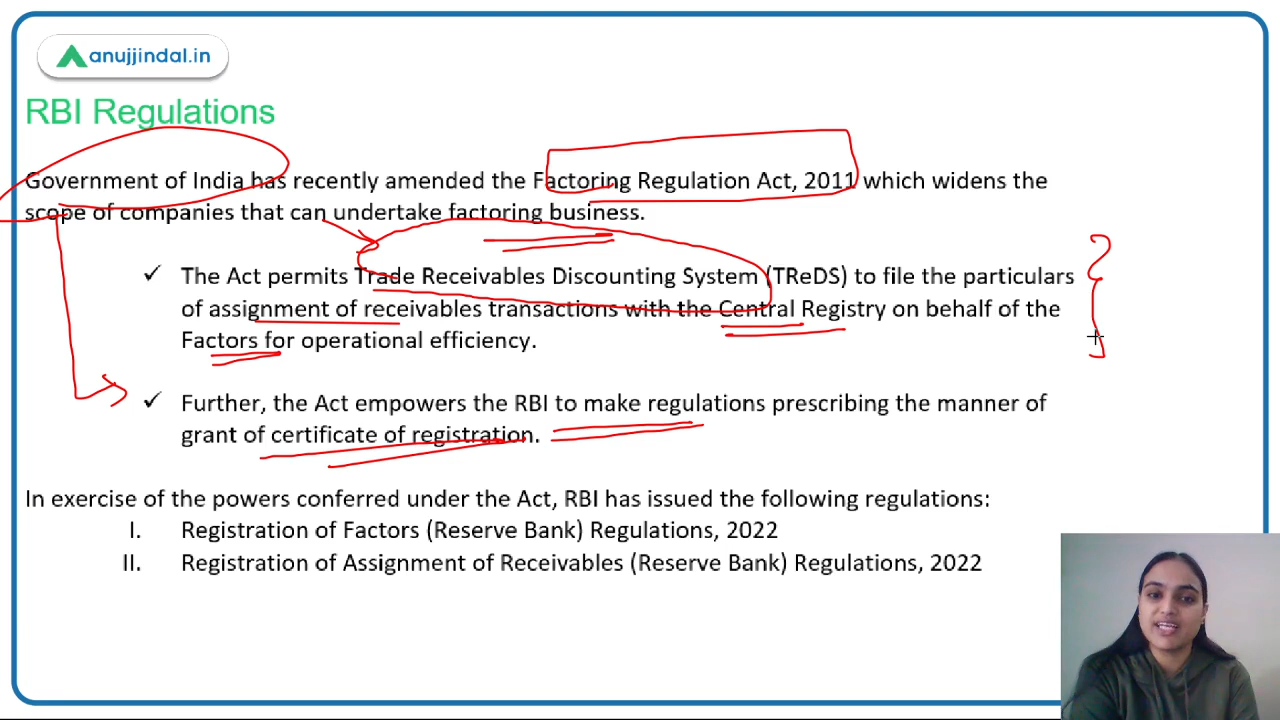 anujjindal.in
RBI Regulations
Government of India has recently amended the Factoring Regulation Act, 2011 which widens the
scope of companies that can undertake factoring business.
✓ The Act permits Trade Receivables Discounting System (TReDS) to file the particulars
of assignment of receivables transactions with the Central Registry on behalf of the
Factors for operational efficiency.
✓ Further, the Act empowers the RBI to make regulations prescribing the manner of
grant of certificate of registration.
In exercise of the powers conferred under the Act, RBI has issued the following regulations:
I. Registration of Factors (Reserve Bank) Regulations, 2022
II. Registration of Assignment of Receivables (Reserve Bank) Regulations, 2022